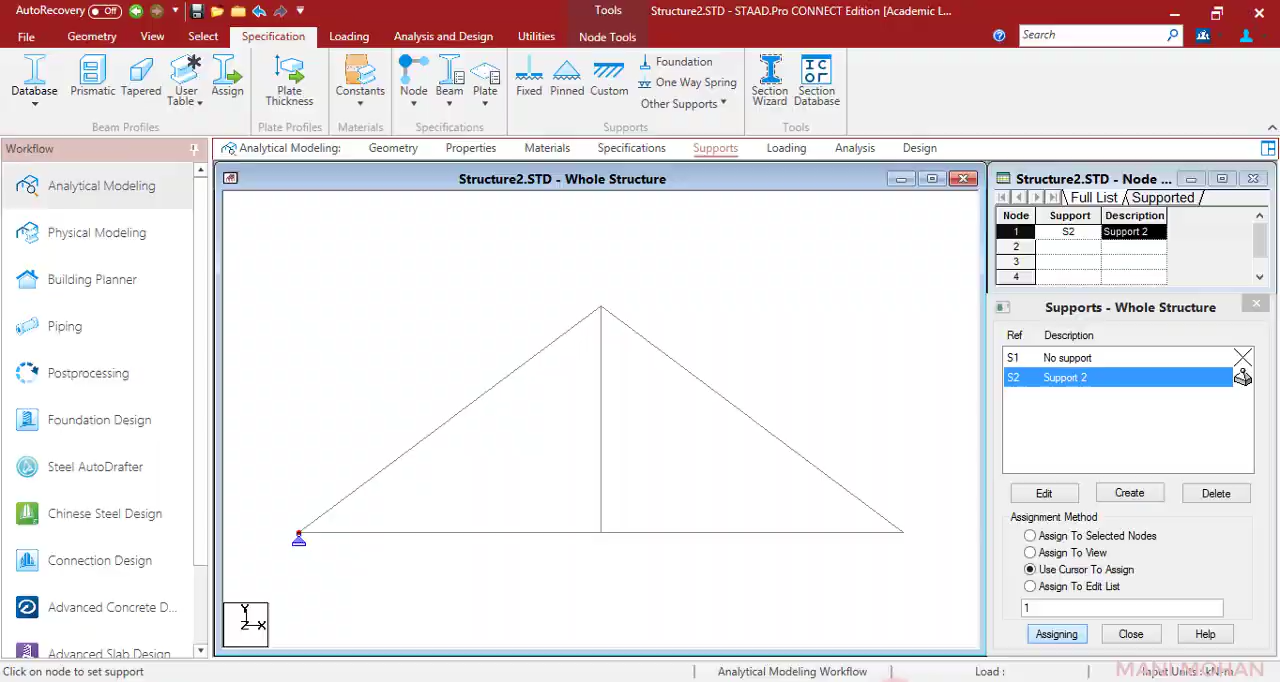 AutoRecovery Off
Tools
Structure2.STD - STAAD.Pro CONNECT Edition [Academic L...
File Geometry View Select Specification Loading Analysis and Design Utilities Node Tools
Search
Database
Prismatic
Tapered
User Table
Assign
Beam Profiles
Plate Thickness
Plate Profiles
Constants
Materials
Node
Beam
Plate
Specifications
Fixed
Pinned
Custom
Foundation
One Way Spring
Other Supports
Supports
Section Wizard
Section Database
Tools
Workflow
Analytical Modeling: Geometry Properties Materials Specifications Supports Loading Analysis Design
Analytical Modeling
Physical Modeling
Building Planner
Piping
Postprocessing
Foundation Design
Steel AutoDrafter
Chinese Steel Design
Connection Design
Advanced Concrete D...
Advanced Slab Design
Structure2.STD - Whole Structure
Y
Z X
Structure2.STD - Node ...
Full List Supported
Node Support Description
1 S2 Support 2
2
3
4
Supports - Whole Structure
Ref Description
S1 No support
S2 Support 2
Edit Create Delete
Assignment Method
Assign To Selected Nodes
Assign To View
Use Cursor To Assign
Assign To Edit List
1
Assigning Close Help
Click on node to set support
Analytical Modeling Workflow
Load :
Input Units : kN-m
MANI MOHAN